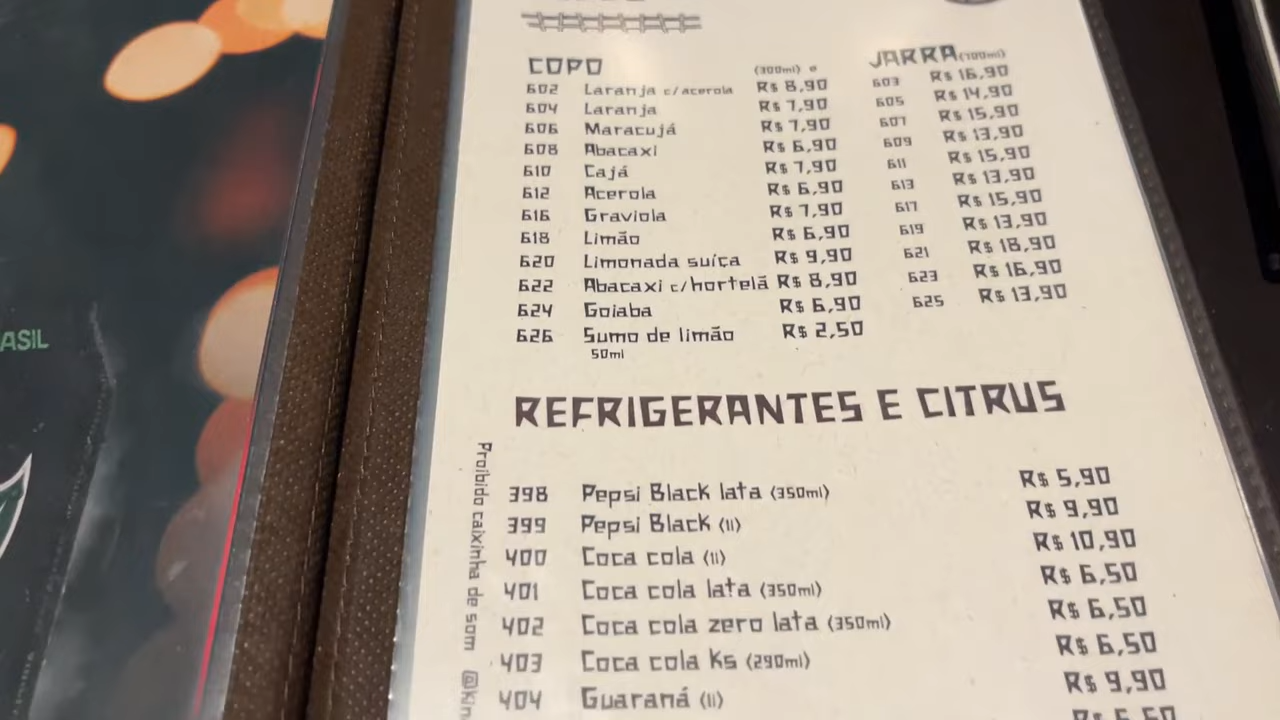 COPO (300ml) JARRA (700ml)
602 Laranja c/acerola R$ 8,90 603 R$ 16,90
604 Laranja R$ 7,90 605 R$ 14,90
606 Maracujá R$ 7,90 607 R$ 15,90
608 Abacaxi R$ 6,90 609 R$ 13,90
610 Cajá R$ 7,90 611 R$ 15,90
612 Acerola R$ 6,90 613 R$ 13,90
616 Graviola R$ 7,90 617 R$ 15,90
618 Limão R$ 6,90 619 R$ 13,90
620 Limonada suíça R$ 9,90 621 R$ 18,90
622 Abacaxi c/hortelã R$ 8,90 623 R$ 16,90
624 Goiaba R$ 6,90 625 R$ 13,90
626 Sumo de limão R$ 2,50
50ml
REFRIGERANTES E CITRUS
398 Pepsi Black lata (350ml) R$ 5,90
399 Pepsi Black (1l) R$ 9,90
400 Coca cola (1l) R$ 10,90
401 Coca cola lata (350ml) R$ 6,50
402 Coca cola zero lata (350ml) R$ 6,50
403 Coca cola Ks (290ml) R$ 6,50
404 Guaraná (1l) R$ 9,90
Proibido caixinha de som @Kin
ASIL